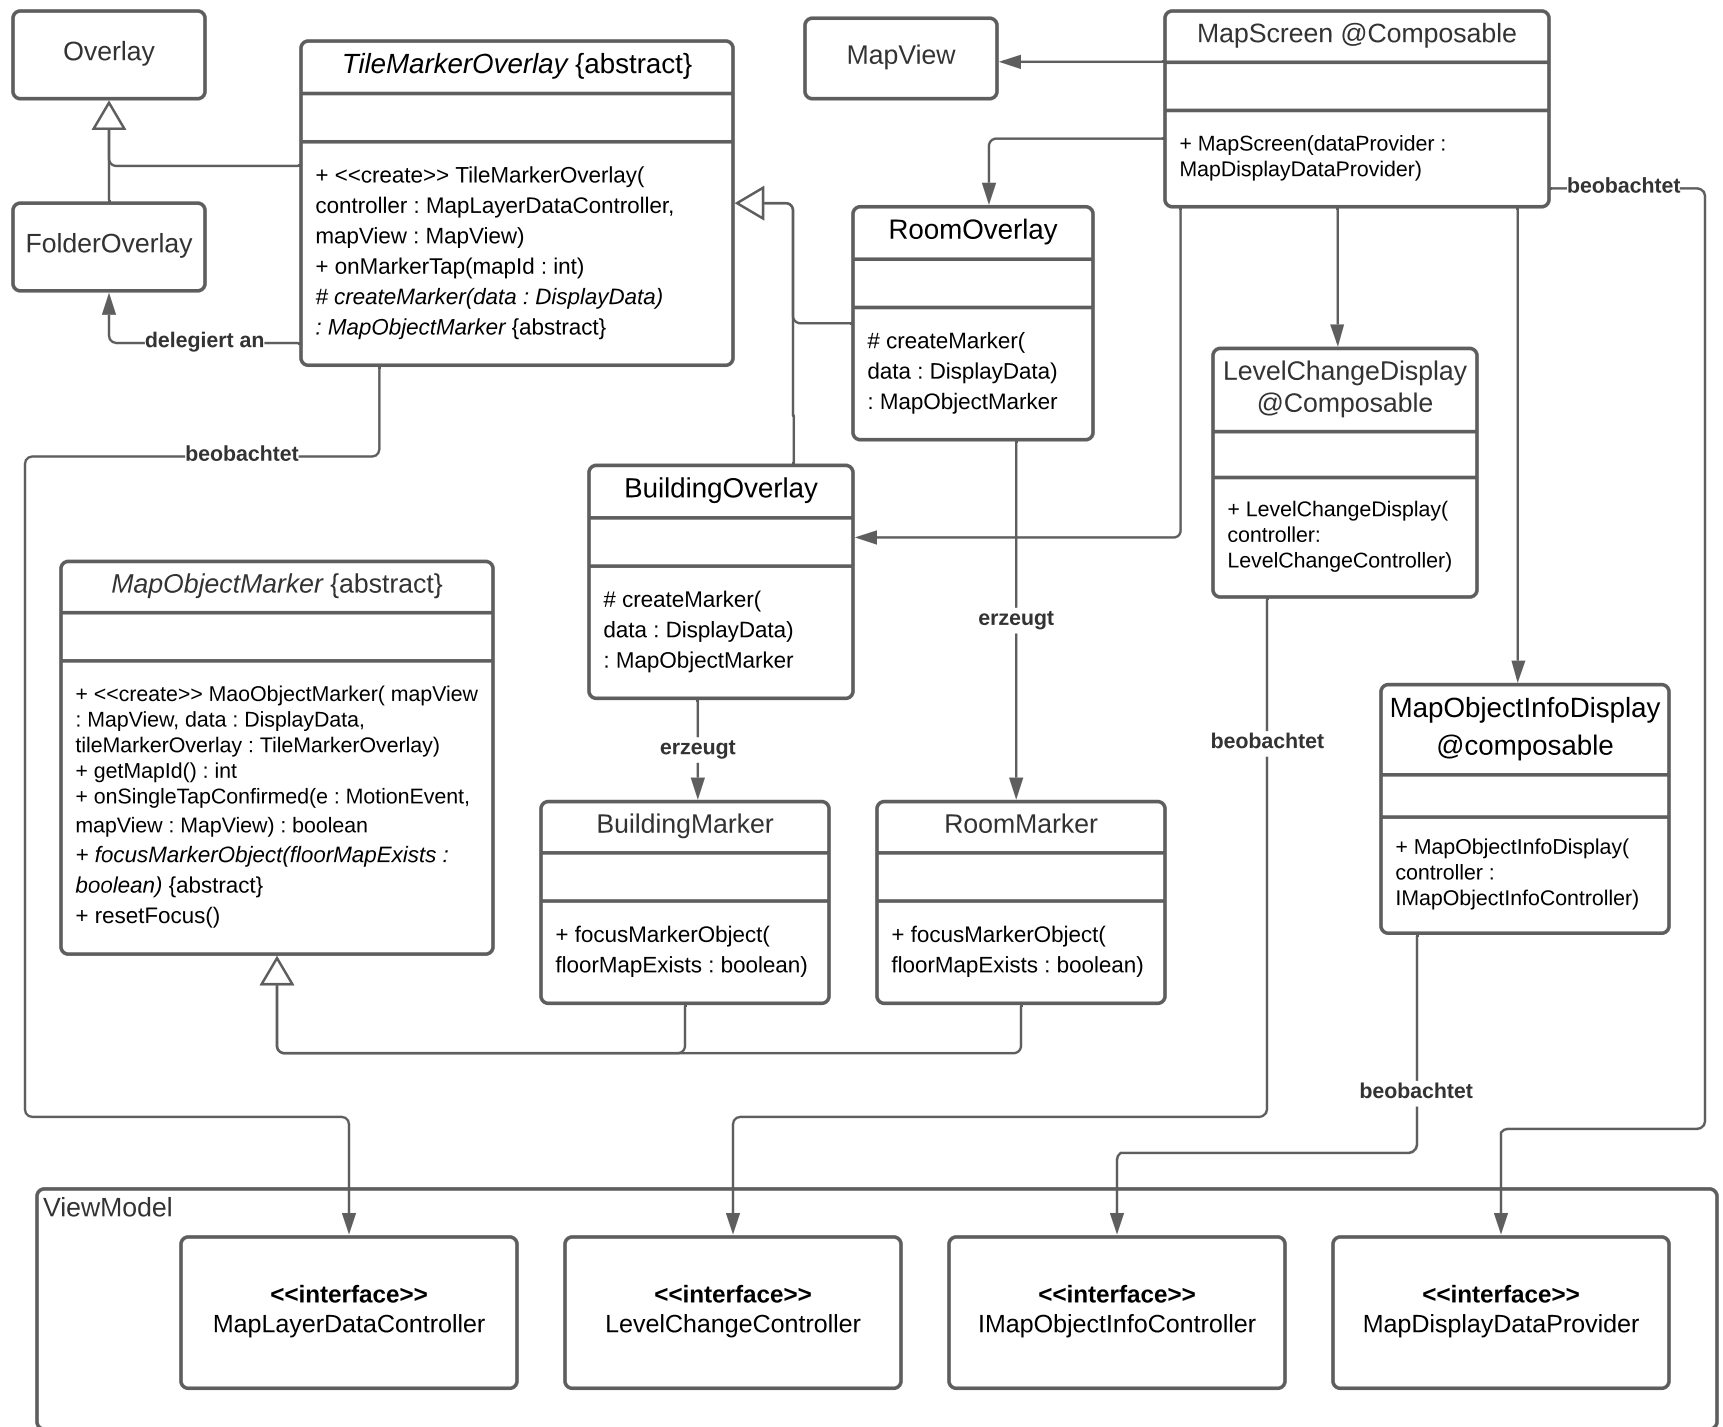 Overlay
TileMarkerOverlay {abstract}
+ <<create>> TileMarkerOverlay(
controller : MapLayerDataController,
mapView : MapView)
+ onMarkerTap(mapId : int)
# createMarker(data : DisplayData)
: MapObjectMarker {abstract}
MapView
MapScreen @Composable
+ MapScreen(dataProvider :
MapDisplayDataProvider)
beobachtet
FolderOverlay
delegiert an
beobachtet
RoomOverlay
# createMarker(
data : DisplayData)
: MapObjectMarker
LevelChangeDisplay
@Composable
+ LevelChangeDisplay(
controller:
LevelChangeController)
BuildingOverlay
# createMarker(
data : DisplayData)
: MapObjectMarker
erzeugt
erzeugt
beobachtet
MapObjectMarker {abstract}
+ <<create>> MaoObjectMarker( mapView
: MapView, data : DisplayData,
tileMarkerOverlay : TileMarkerOverlay)
+ getMapId() : int
+ onSingleTapConfirmed(e : MotionEvent,
mapView : MapView) : boolean
+ focusMarkerObject(floorMapExists :
boolean) {abstract}
+ resetFocus()
MapObjectInfoDisplay
@composable
+ MapObjectInfoDisplay(
controller :
IMapObjectInfoController)
BuildingMarker
+ focusMarkerObject(
floorMapExists : boolean)
RoomMarker
+ focusMarkerObject(
floorMapExists : boolean)
beobachtet
ViewModel
<<interface>>
MapLayerDataController
<<interface>>
LevelChangeController
<<interface>>
IMapObjectInfoController
<<interface>>
MapDisplayDataProvider